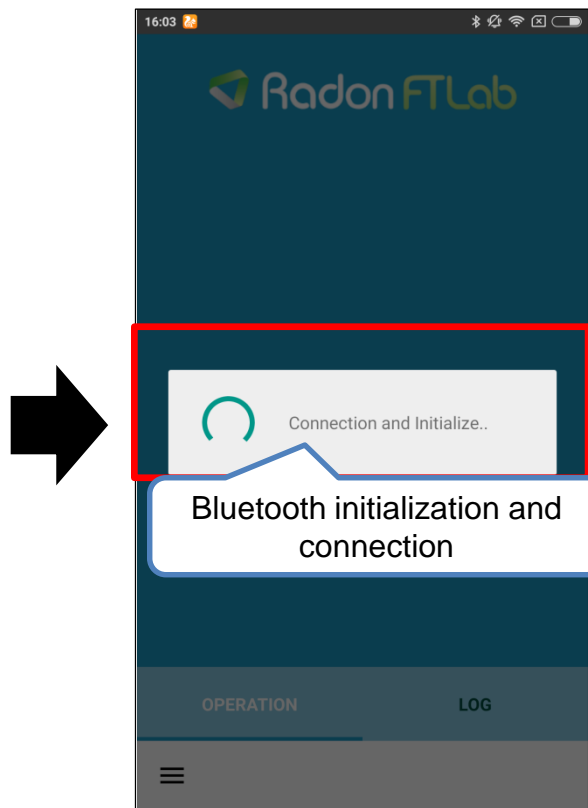 16:03
Radon FTLab
Connection and Initialize..
Bluetooth initialization and
connection
OPERATION LOG